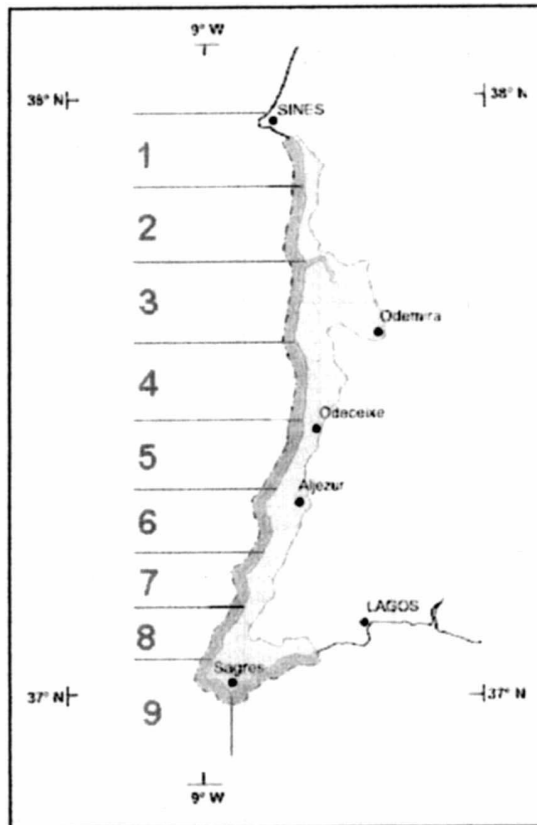 9° W
38° N
38° N
SINES
1
2
3
Odemira
4
Odeceixe
5
Aljezur
6
7
LAGOS
8
Sagres
37° N
37° N
9
9° W